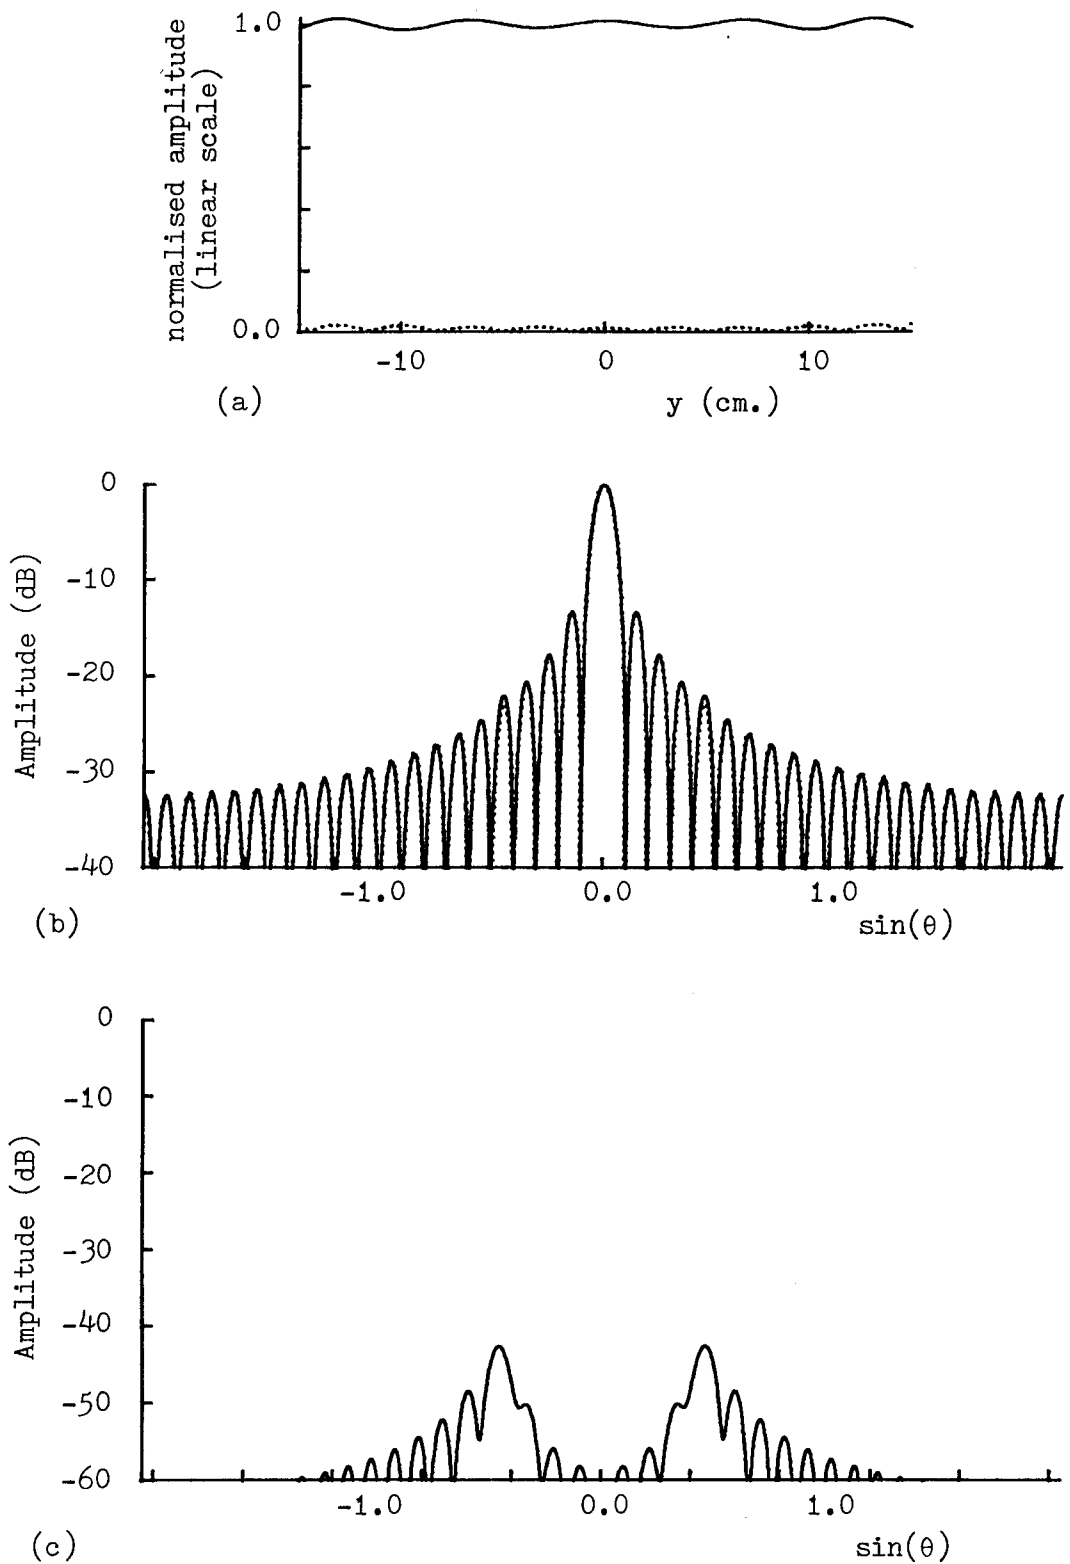 normalised amplitude
(linear scale)
1.0
0.0
-10
0
10
(a)
y (cm.)
Amplitude (dB)
0
-10
-20
-30
-40
-1.0
0.0
1.0
(b)
sin(θ)
Amplitude (dB)
0
-10
-20
-30
-40
-50
-60
-1.0
0.0
1.0
(c)
sin(θ)